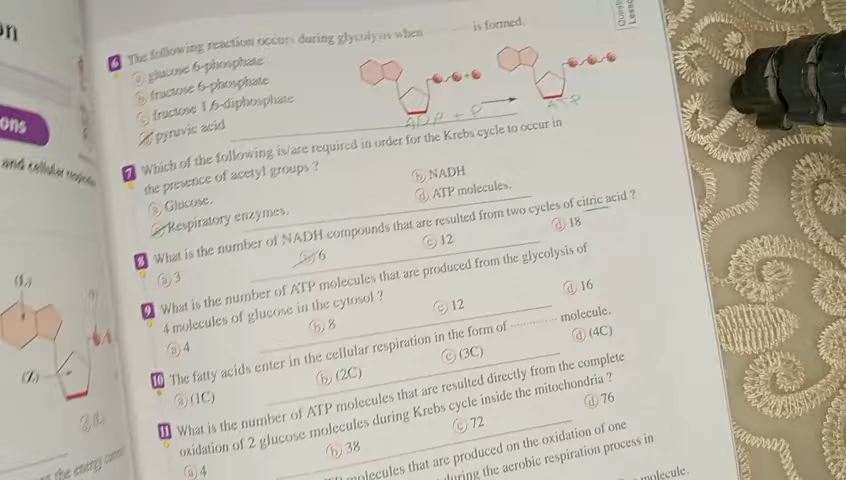 on
ons
and cellular
Lesso
6 The following reaction occurs during glycolysis when ............ is formed.
ⓐ glucose 6-phosphate
ⓑ fructose 6-phosphate
ⓒ fructose 1,6-diphosphate
ⓓ pyruvic acid
ADP + P
ATP
7 Which of the following is/are required in order for the Krebs cycle to occur in
the presence of acetyl groups ?
ⓐ Glucose.
ⓑ NADH
ⓒ Respiratory enzymes.
ⓓ ATP molecules.
8 What is the number of NADH compounds that are resulted from two cycles of citric acid ?
ⓐ 3
ⓑ 6
ⓒ 12
ⓓ 18
9 What is the number of ATP molecules that are produced from the glycolysis of
4 molecules of glucose in the cytosol ?
ⓐ 4
ⓑ 8
ⓒ 12
ⓓ 16
10 The fatty acids enter in the cellular respiration in the form of ............ molecule.
ⓐ (1C)
ⓑ (2C)
ⓒ (3C)
ⓓ (4C)
11 What is the number of ATP molecules that are resulted directly from the complete
oxidation of 2 glucose molecules during Krebs cycle inside the mitochondria ?
ⓐ 4
ⓑ 38
ⓒ 72
ⓓ 76
molecules that are produced on the oxidation of one
during the aerobic respiration process in
molecule.
(L)
(Z)
the energy